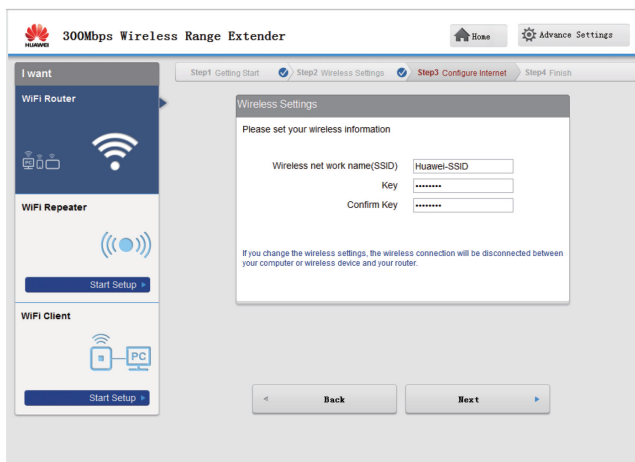 HUAWEI
300Mbps Wireless Range Extender
Home
Advance Settings
I want
Step1 Getting Start
Step2 Wireless Settings
Step3 Configure Internet
Step4 Finish
WiFi Router
PC
Wireless Settings
Please set your wireless information
Wireless net work name(SSID) Huawei-SSID
Key ••••••••
Confirm Key ••••••••
If you change the wireless settings, the wireless connection will be disconnected between
your computer or wireless device and your router.
WiFi Repeater
Start Setup
WiFi Client
PC
Start Setup
Back
Next